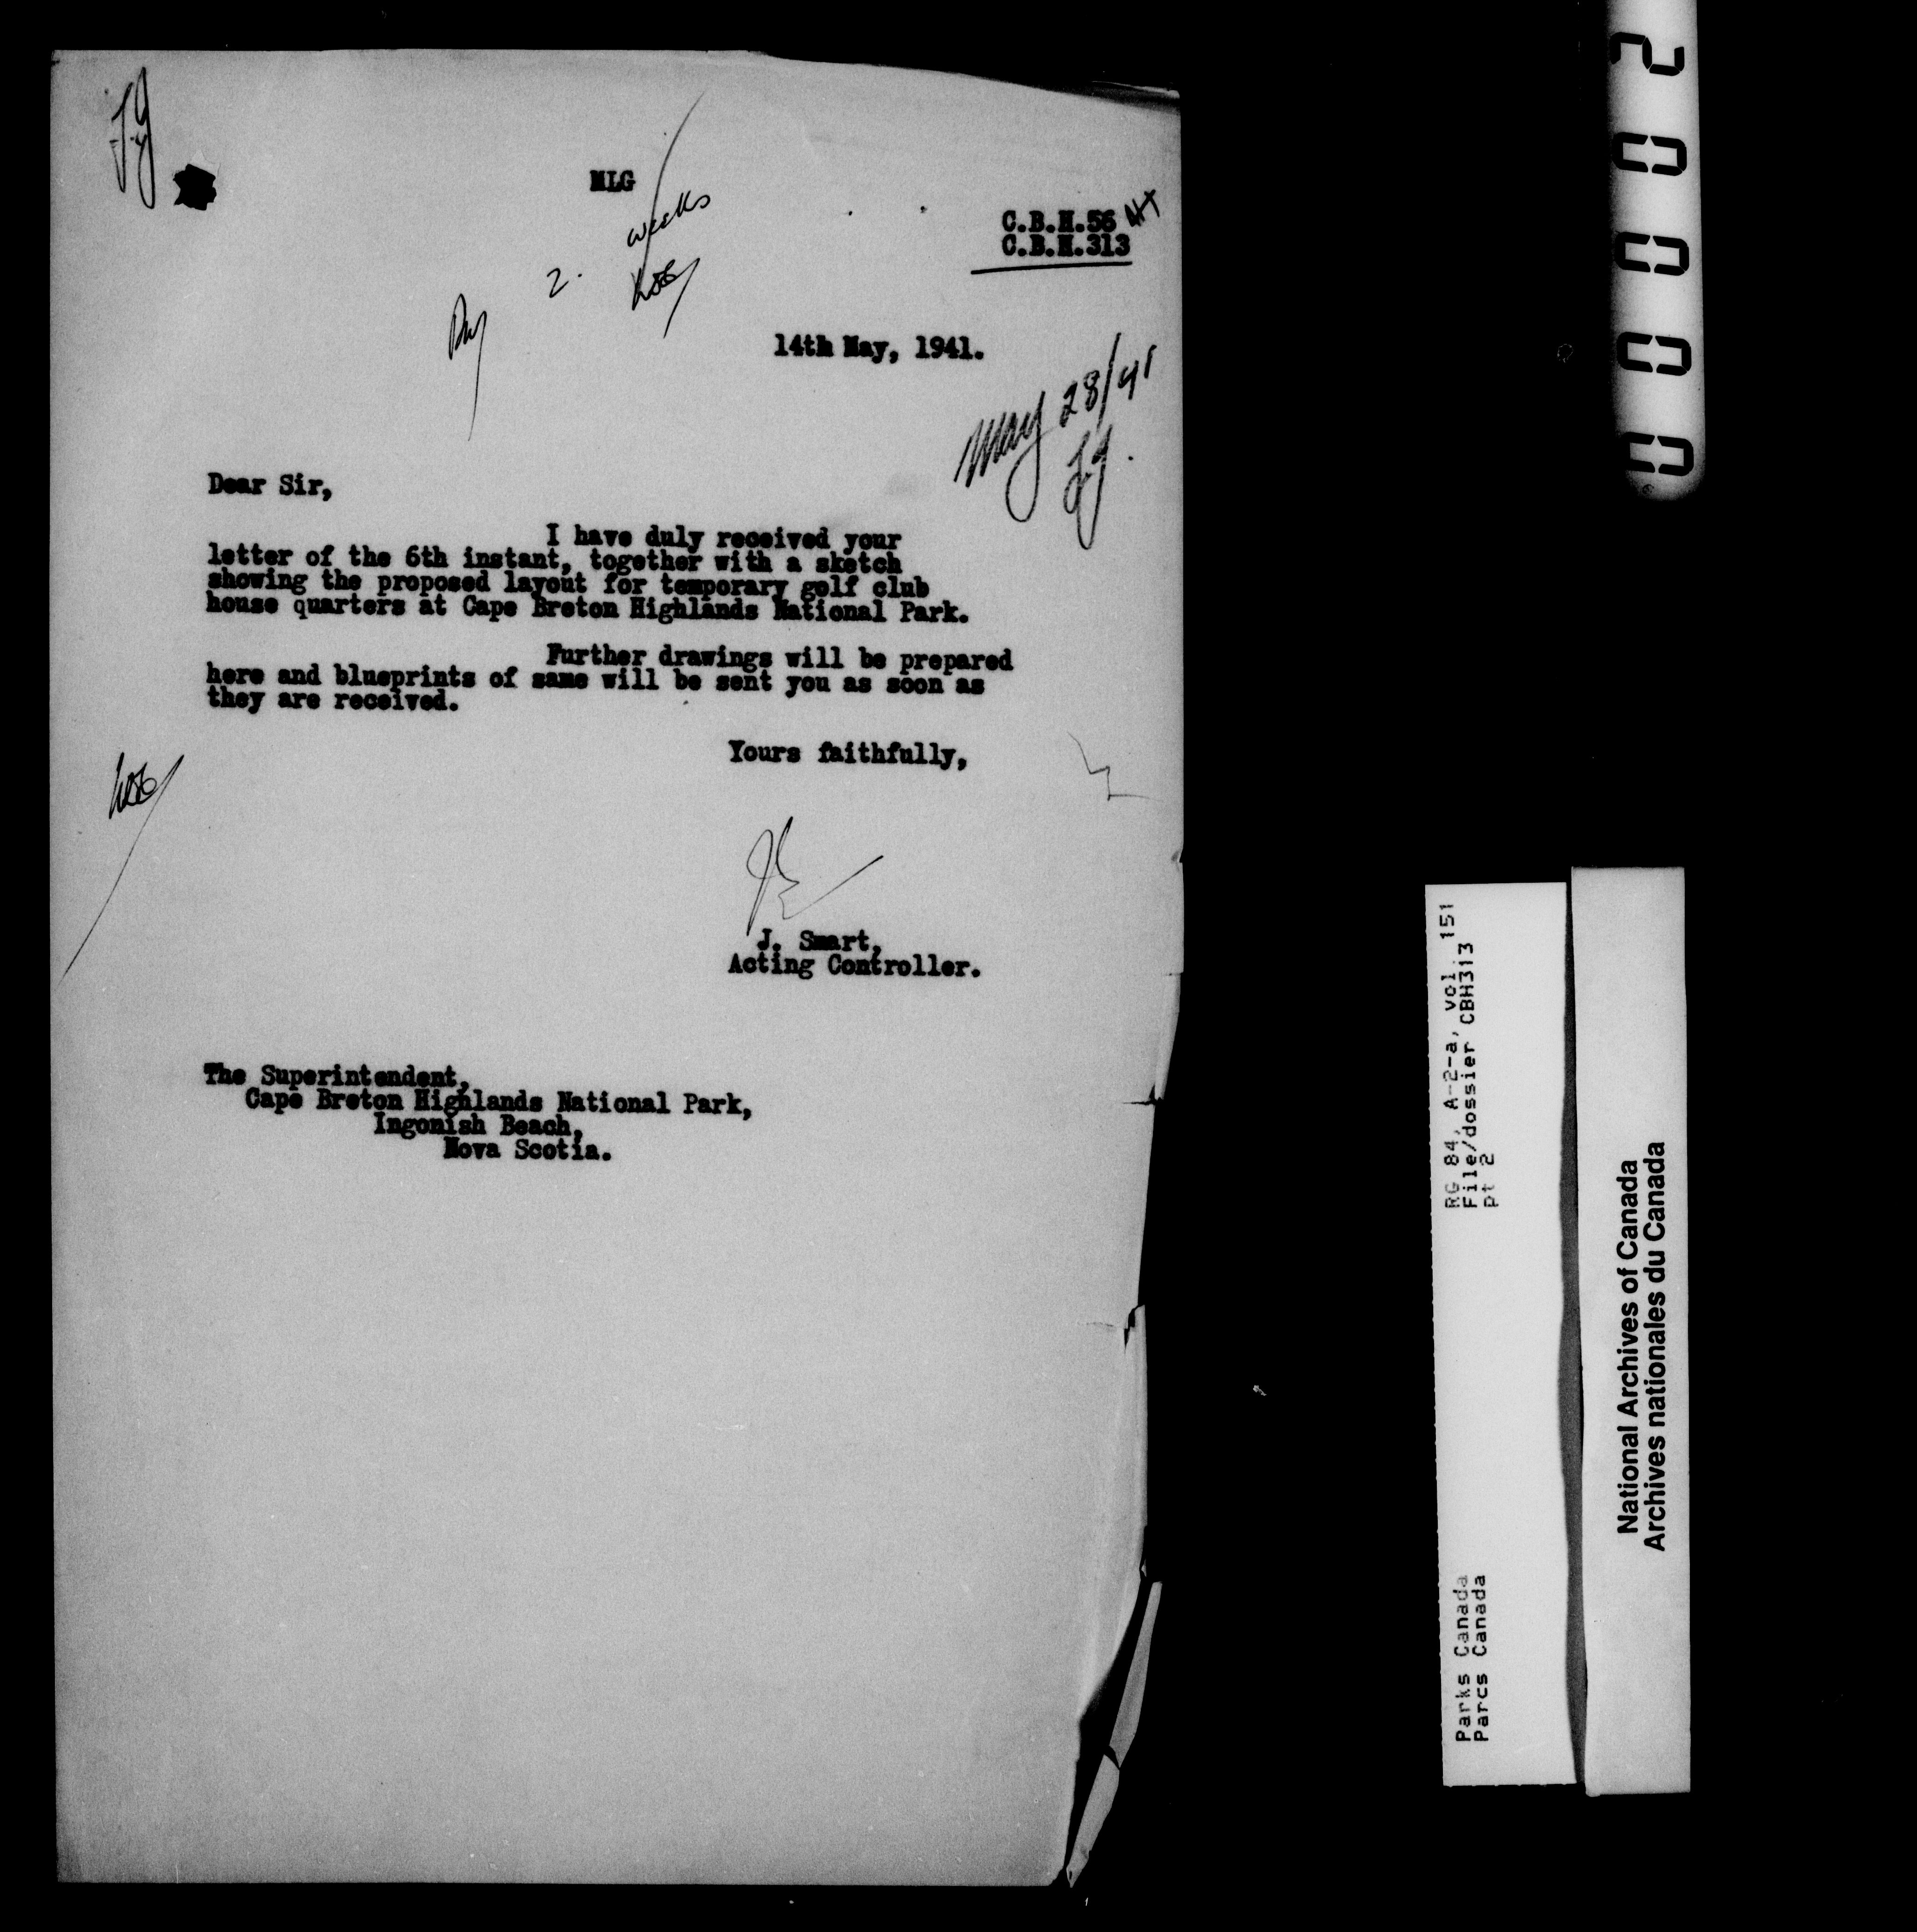 MLG
weeks
2.
C.B.H.56
C.B.H.313
14th May, 1941.
May 28/41
Dear Sir,
I have duly received your
letter of the 6th instant, together with a sketch
showing the proposed layout for temporary golf club
house quarters at Cape Breton Highlands National Park.
Further drawings will be prepared
here and blueprints of same will be sent you as soon as
they are received.
Yours faithfully,
J. Smart,
Acting Controller.
The Superintendent,
Cape Breton Highlands National Park,
Ingonish Beach,
Nova Scotia.
20000
RG 84, A-2-a, vol. 151
File/dossier CBH313
pt 2
Parks Canada
Parcs Canada
National Archives of Canada
Archives nationales du Canada